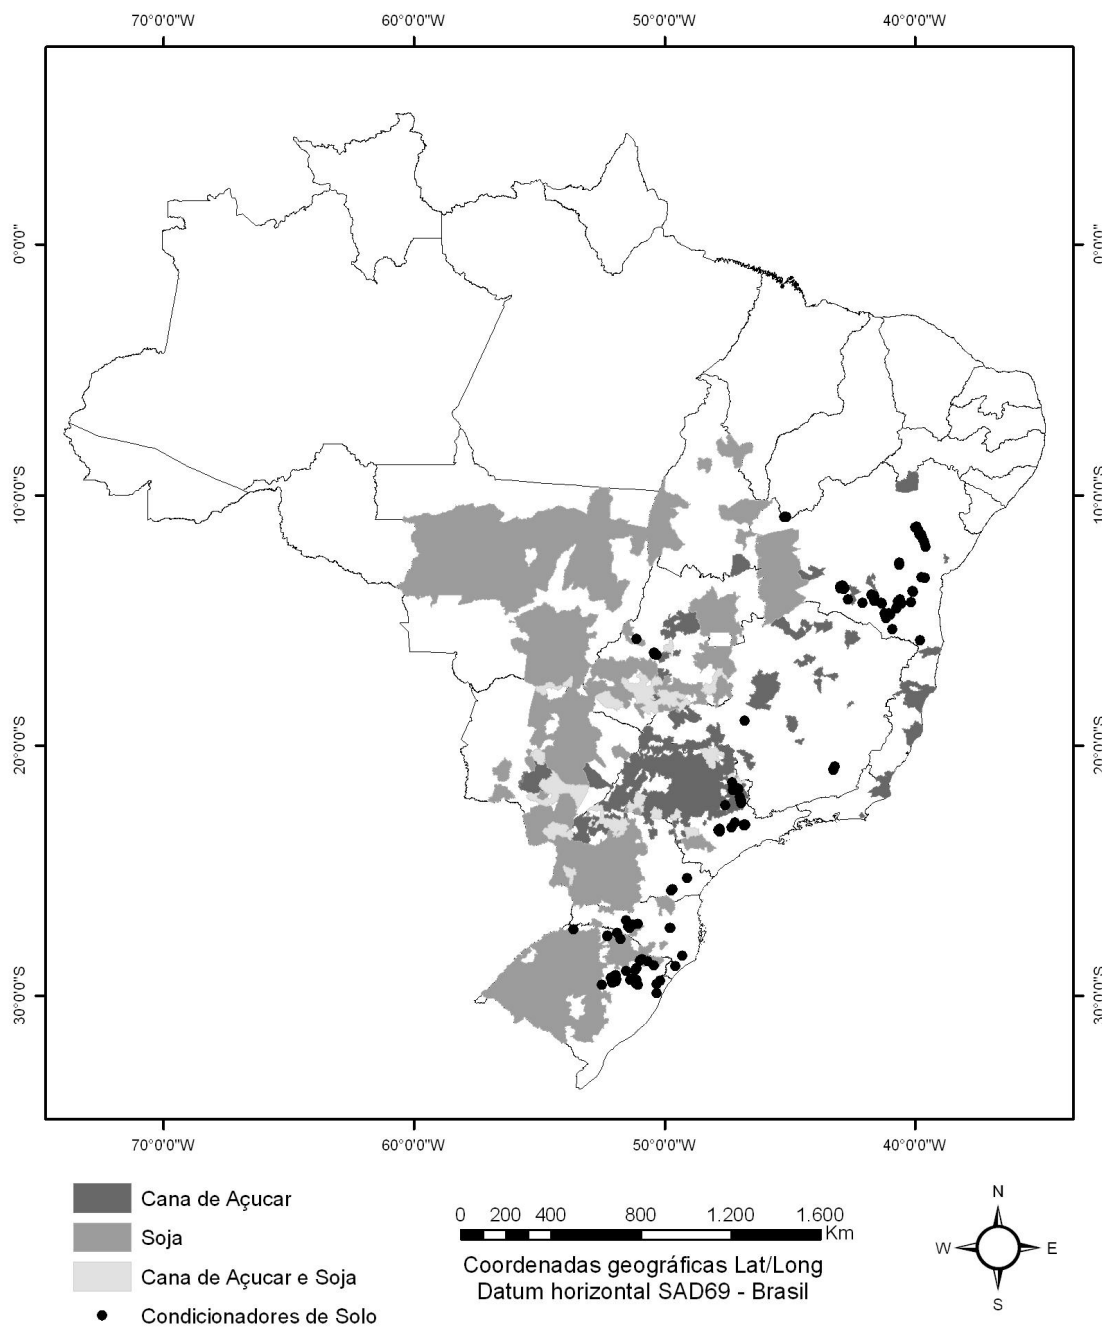 70°0'0"W 60°0'0"W 50°0'0"W 40°0'0"W
0°0'0" 0°0'0"
10°0'0"S 10°0'0"S
20°0'0"S 20°0'0"S
30°0'0"S 30°0'0"S
70°0'0"W 60°0'0"W 50°0'0"W 40°0'0"W
Cana de Açucar
Soja
Cana de Açucar e Soja
Condicionadores de Solo
0 200 400 800 1.200 1.600
Km
Coordenadas geográficas Lat/Long
Datum horizontal SAD69 - Brasil
N
W E
S